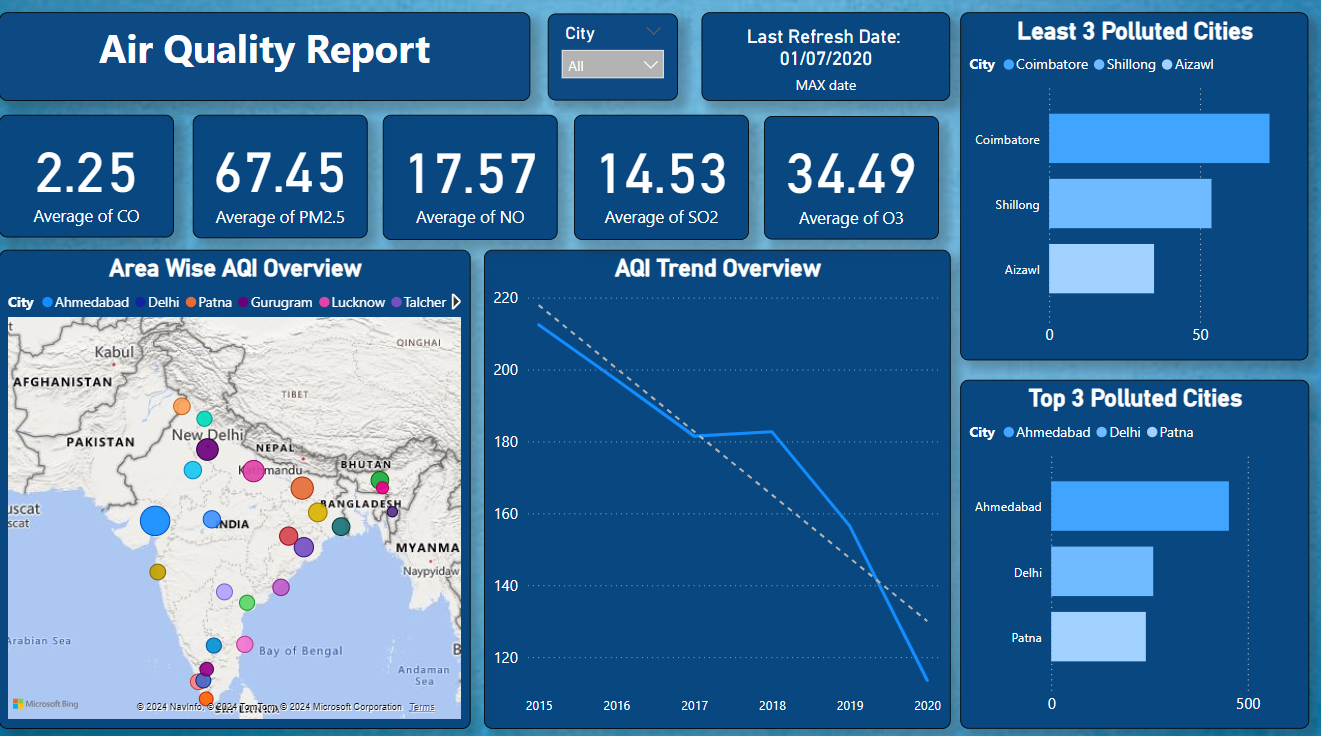 Air Quality Report
City
All
Last Refresh Date:
01/07/2020
MAX date
2.25
Average of CO
67.45
Average of PM2.5
17.57
Average of NO
14.53
Average of SO2
34.49
Average of O3
Area Wise AQI Overview
City Ahmedabad Delhi Patna Gurugram Lucknow Talcher
QINGHAI
Kabul
AFGHANISTAN
TIBET
PAKISTAN
New Delhi
NEPAL
Kathmandu
BHUTAN
BANGLADESH
INDIA
uscat
scat
MYANMA
Naypyidaw
Arabian Sea
Bay of Bengal
Andaman
Sea
Microsoft Bing
© 2024 NavInfo, © 2024 TomTom, © 2024 Microsoft Corporation Terms
SRI LANKA
AQI Trend Overview
220
200
180
160
140
120
2015 2016 2017 2018 2019 2020
Least 3 Polluted Cities
City Coimbatore Shillong Aizawl
Coimbatore
Shillong
Aizawl
0 50
Top 3 Polluted Cities
City Ahmedabad Delhi Patna
Ahmedabad
Delhi
Patna
0 500